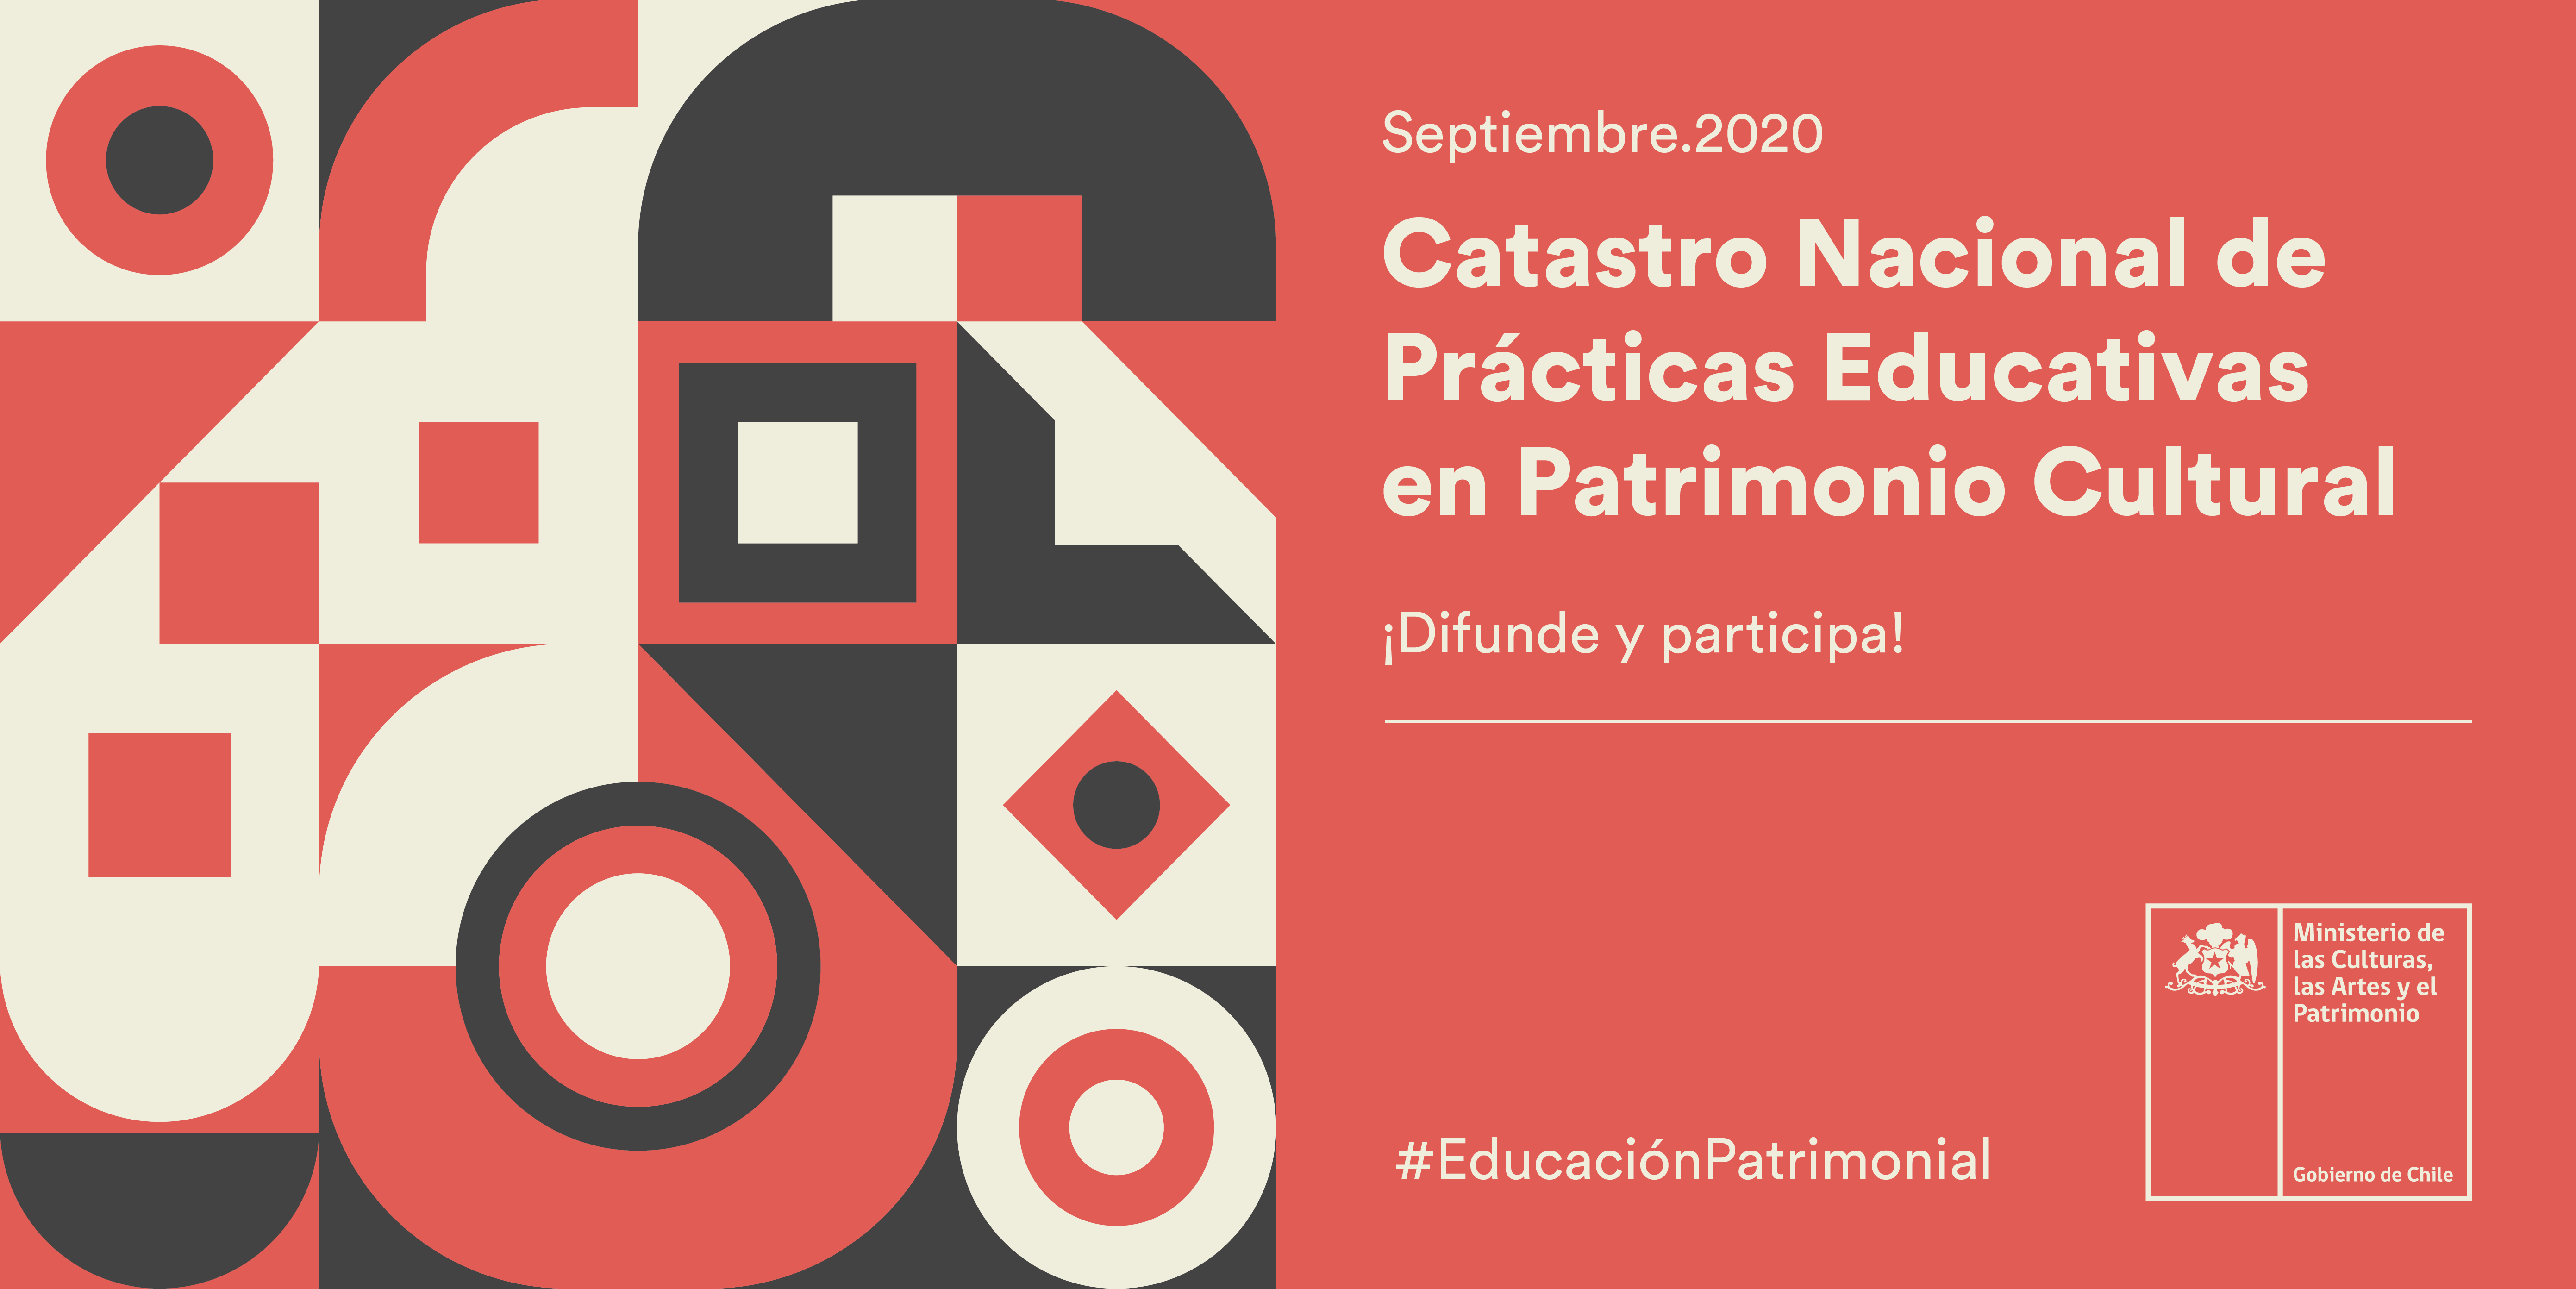 Septiembre.2020
Catastro Nacional de
Prácticas Educativas
en Patrimonio Cultural
¡Difunde y participa!
#EducaciónPatrimonial
Ministerio de
las Culturas,
las Artes y el
Patrimonio
Gobierno de Chile